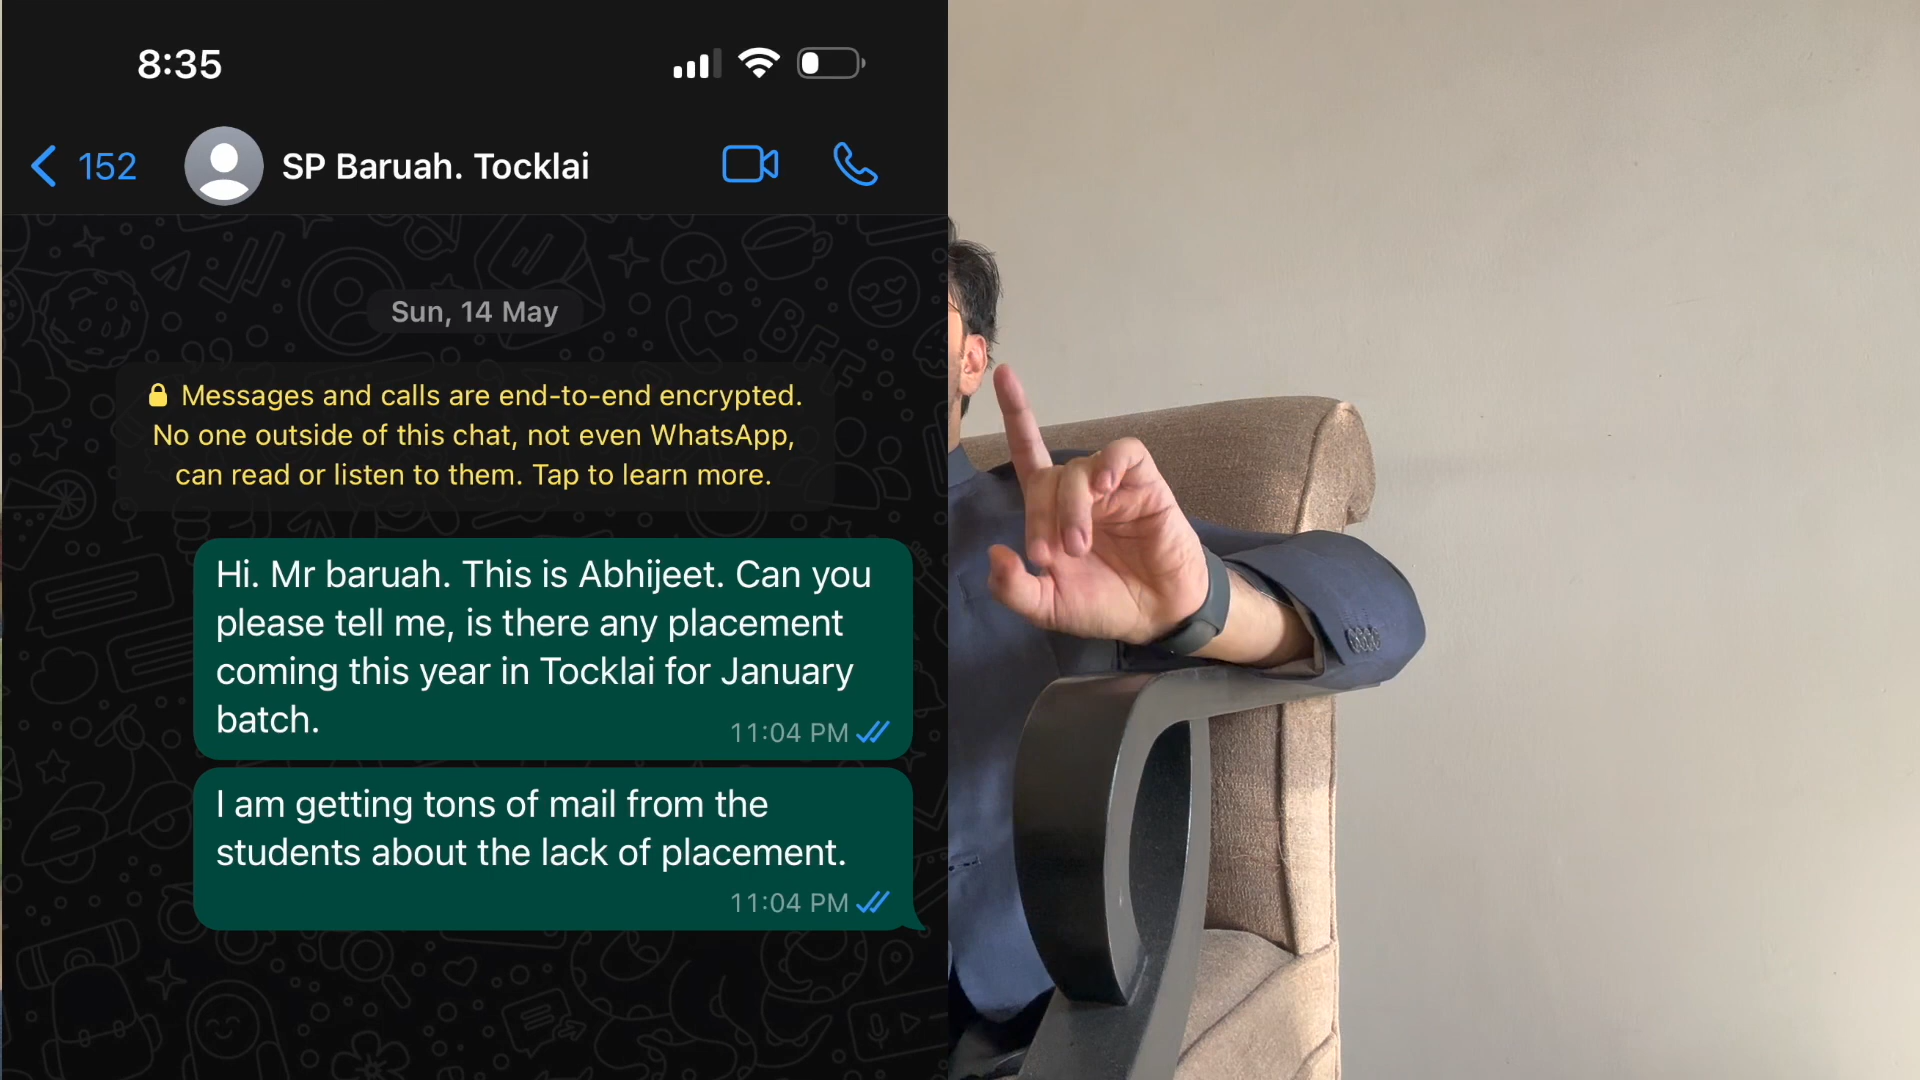 8:35
152
SP Baruah. Tocklai
Sun, 14 May
Messages and calls are end-to-end encrypted.
No one outside of this chat, not even WhatsApp,
can read or listen to them. Tap to learn more.
Hi. Mr baruah. This is Abhijeet. Can you
please tell me, is there any placement
coming this year in Tocklai for January
batch.
11:04 PM
I am getting tons of mail from the
students about the lack of placement.
11:04 PM